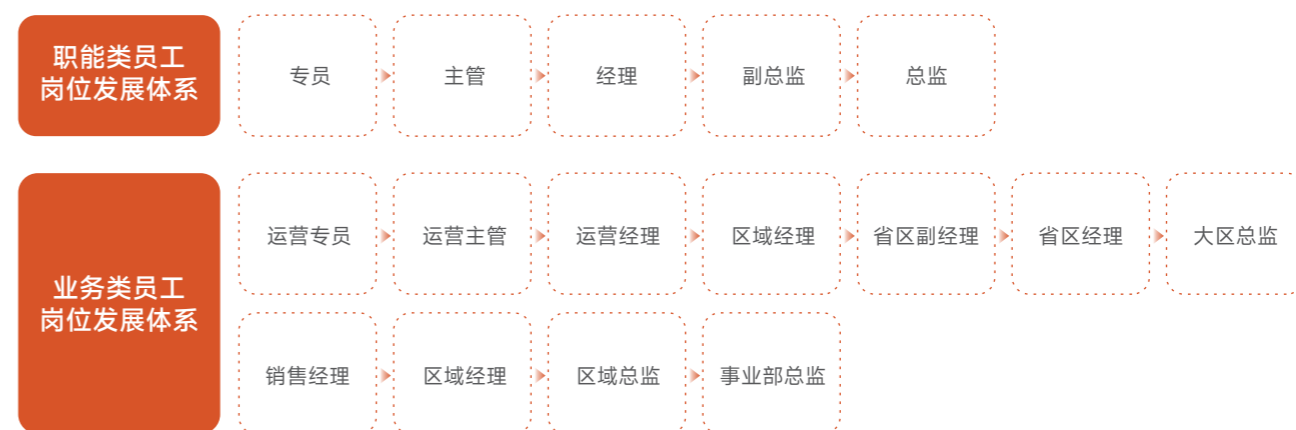 职能类员工
岗位发展体系
专员 主管 经理 副总监 总监
业务类员工
岗位发展体系
运营专员 运营主管 运营经理 区域经理 省区副经理 省区经理 大区总监
销售经理 区域经理 区域总监 事业部总监